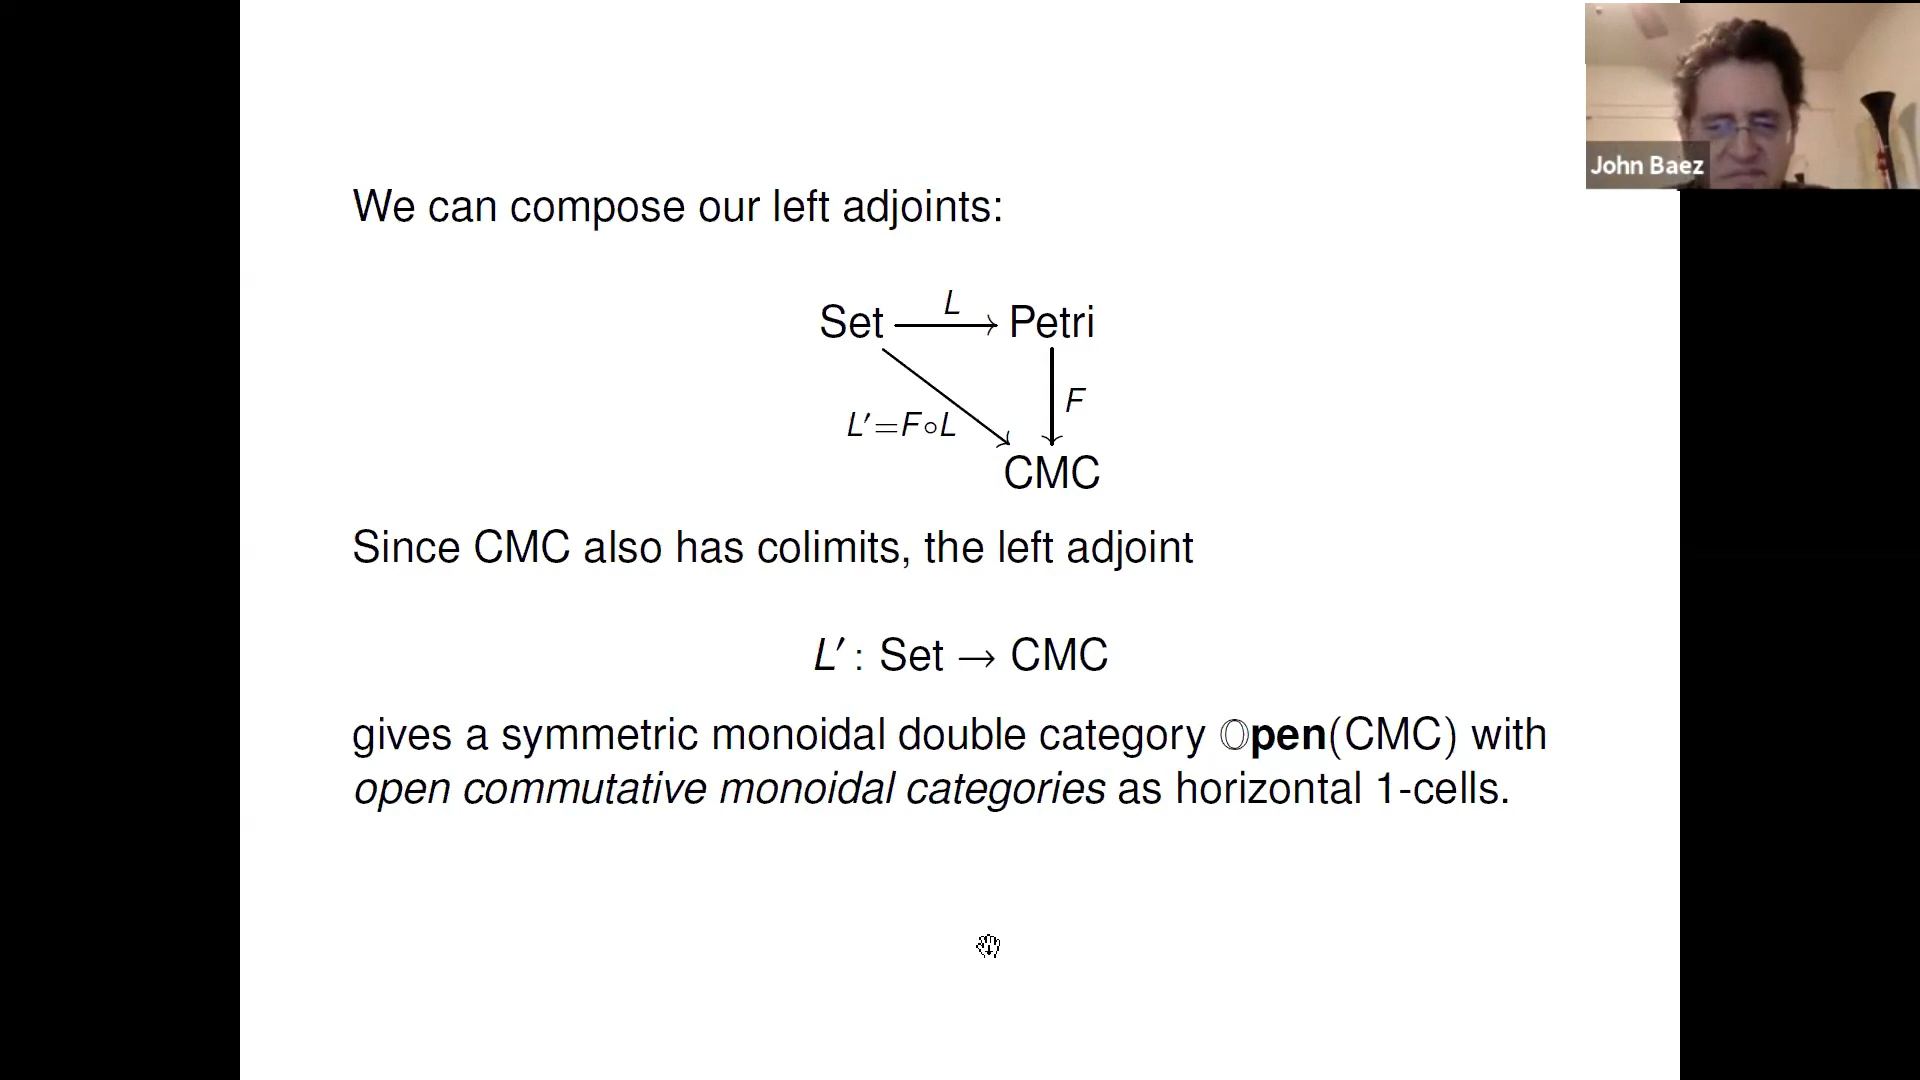 John Baez
We can compose our left adjoints:
Set L Petri
F
L′=F∘L
CMC
Since CMC also has colimits, the left adjoint
L′ : Set → CMC
gives a symmetric monoidal double category 𝕆pen(CMC) with
open commutative monoidal categories as horizontal 1-cells.